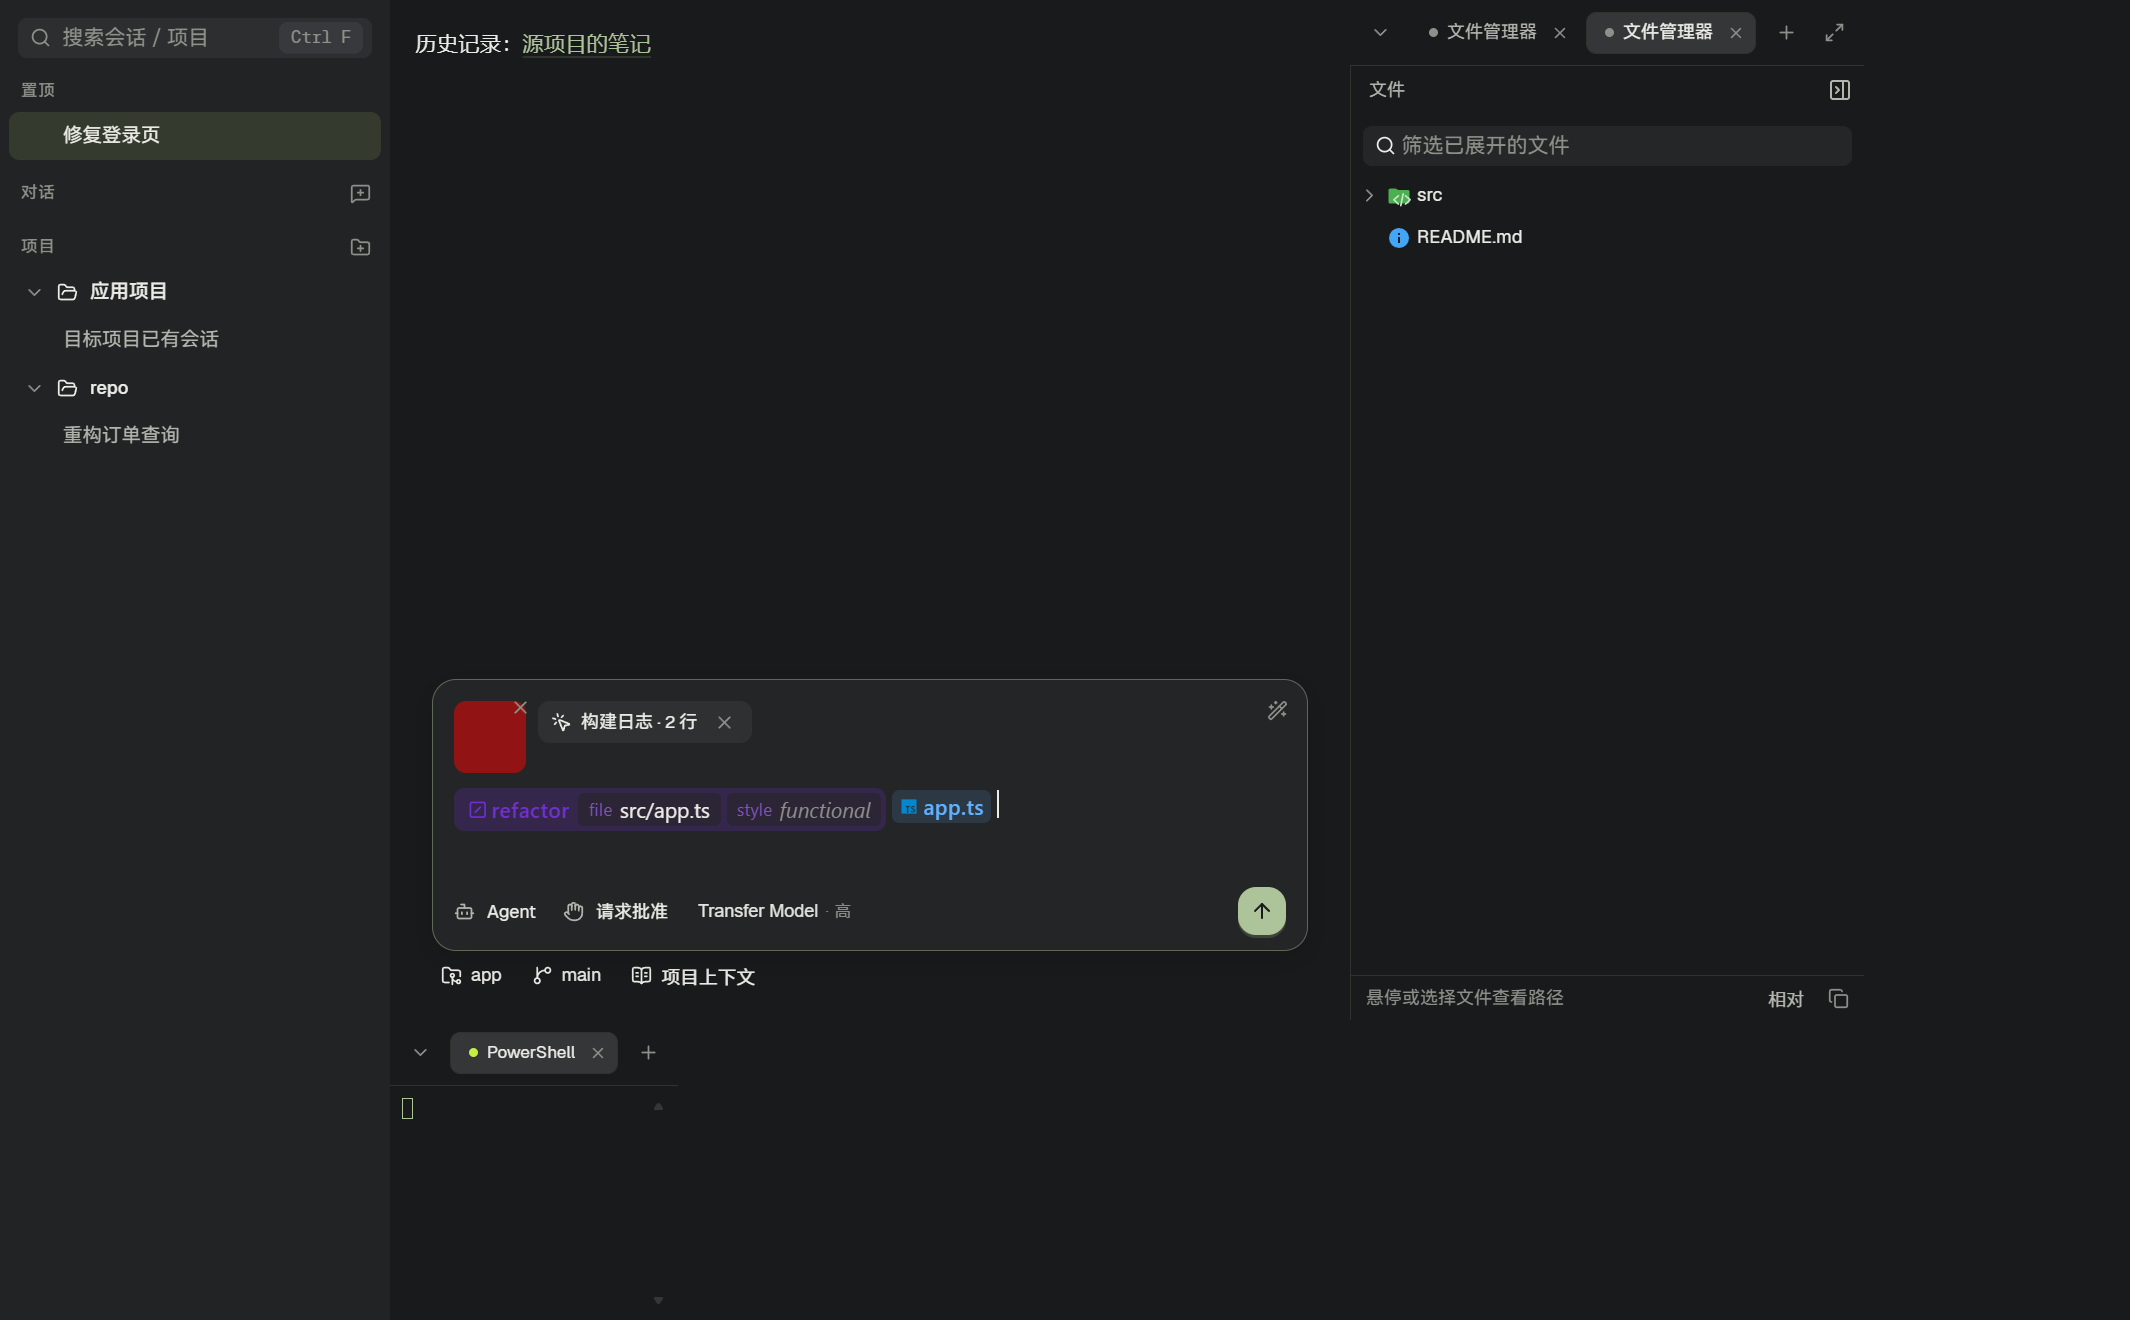 搜索会话 / 项目 Ctrl F
置顶
修复登录页
对话
项目
应用项目
目标项目已有会话
repo
重构订单查询
历史记录：源项目的笔记
构建日志 · 2 行
refactor file src/app.ts style functional TS app.ts
Agent 请求批准 Transfer Model · 高
app main 项目上下文
PowerShell
文件管理器 文件管理器
文件
筛选已展开的文件
src
README.md
悬停或选择文件查看路径 相对